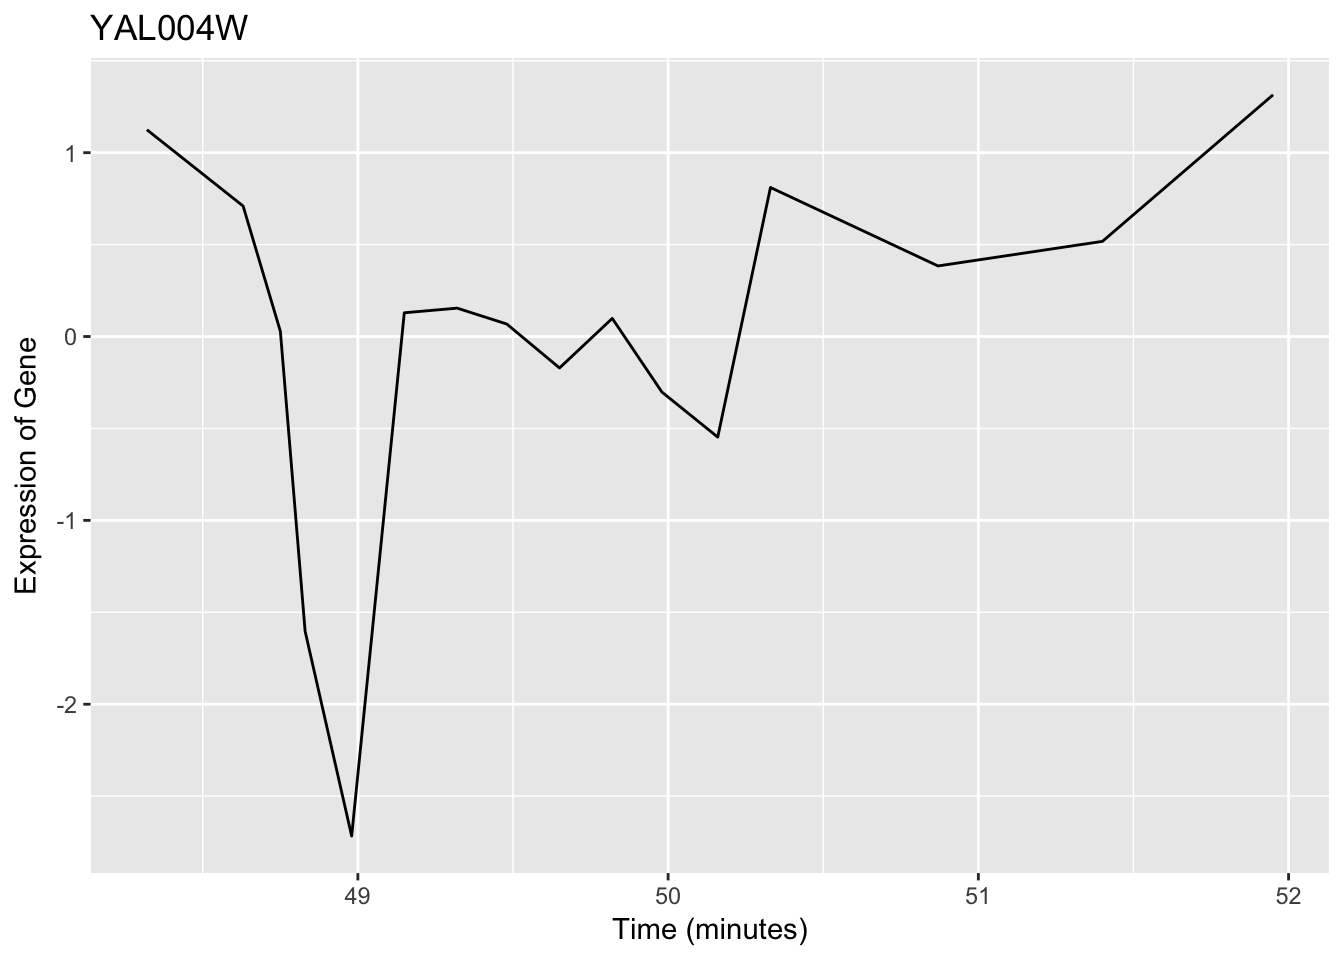 YAL004W
Expression of Gene
1
0
-1
-2
49
50
51
52
Time (minutes)